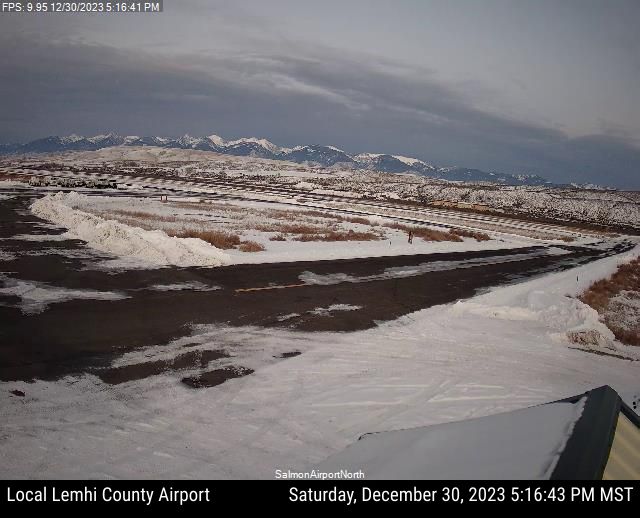 FPS: 9.95 12/30/2023 5:16:41 PM
SalmonAirportNorth
Local Lemhi County Airport Saturday, December 30, 2023 5:16:43 PM MST